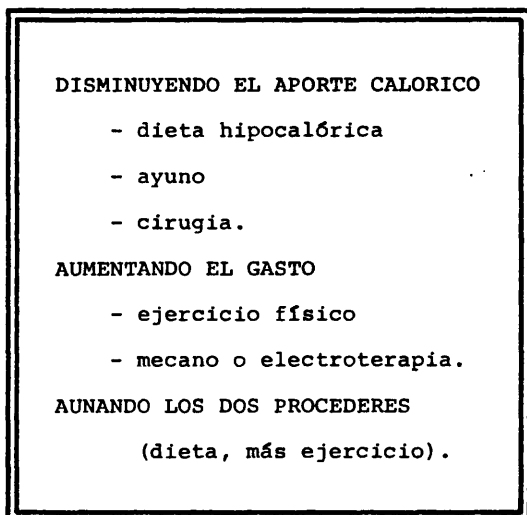 DISMINUYENDO EL APORTE CALORICO
- dieta hipocalórica
- ayuno
- cirugia.
AUMENTANDO EL GASTO
- ejercicio físico
- mecano o electroterapia.
AUNANDO LOS DOS PROCEDERES
(dieta, más ejercicio).